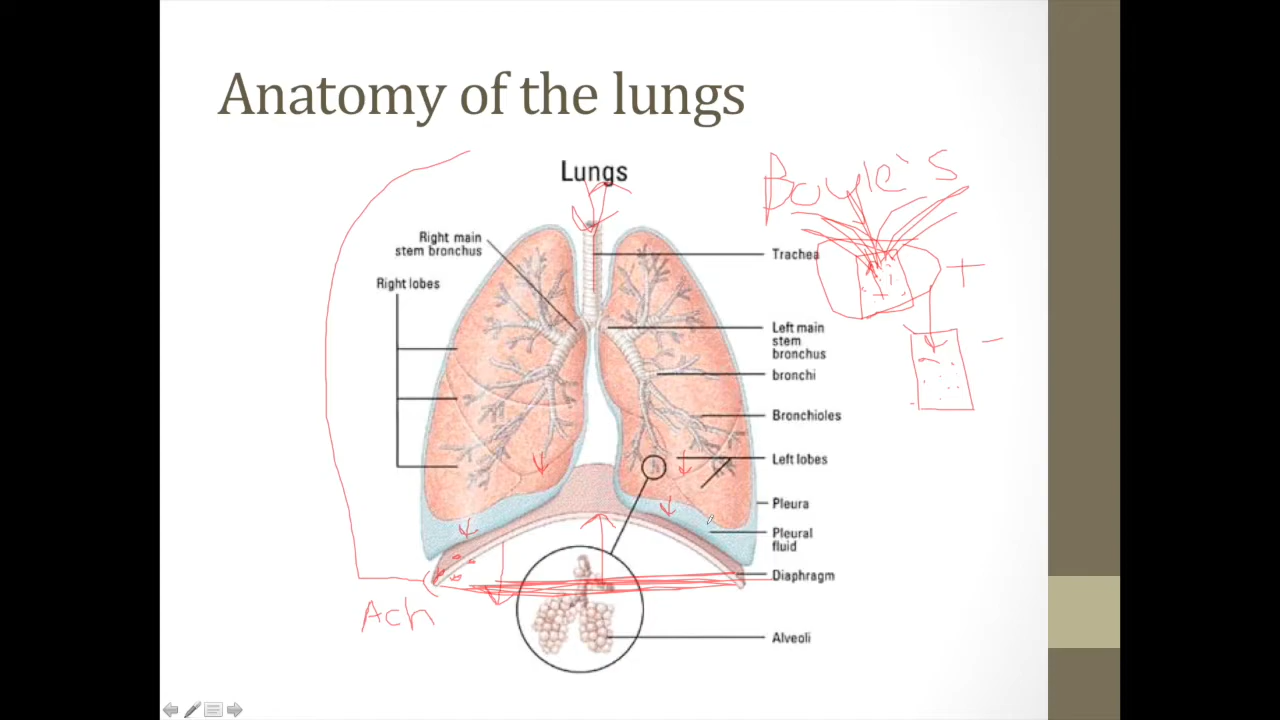 Anatomy of the lungs
Lungs
Boyle's
Right main
stem bronchus
Trachea
Right lobes
+
Left main
stem
bronchus
-
bronchi
Bronchioles
Left lobes
Pleura
Pleural
fluid
Diaphragm
Ach
Alveoli